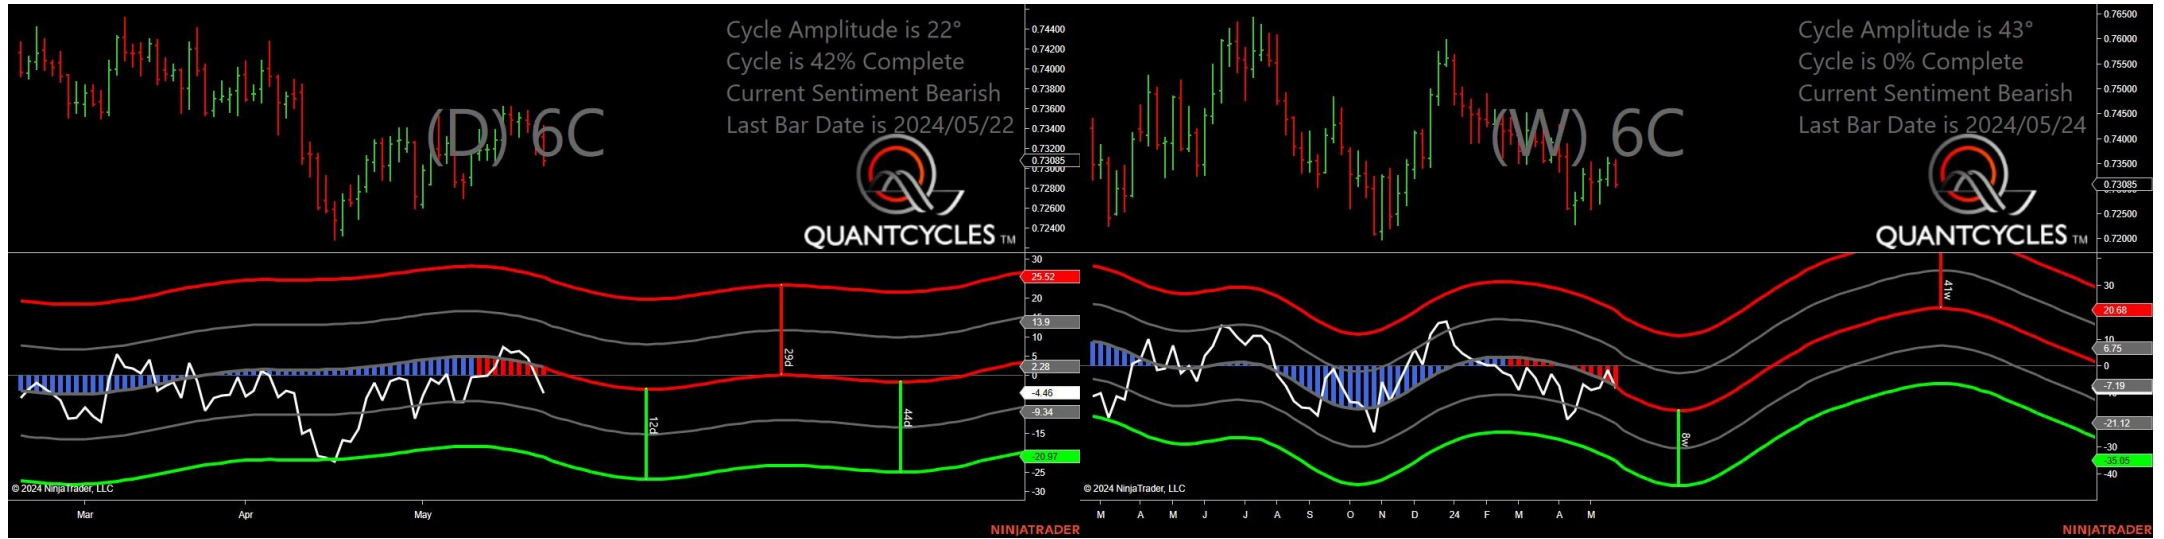 Cycle Amplitude is 22°
Cycle is 42% Complete
Current Sentiment Bearish
Last Bar Date is 2024/05/22
(D) 6C
QUANTCYCLES TM
0.74400
0.74200
0.74000
0.73800
0.73600
0.73400
0.73200
0.73085
0.73000
0.72800
0.72600
0.72400
30
25.52
20
13.9
10
5
2.28
0
-4.46
-9.34
-15
-20.97
-25
-30
29d
12d
44d
© 2024 NinjaTrader, LLC
Mar
Apr
May
NINJATRADER
Cycle Amplitude is 43°
Cycle is 0% Complete
Current Sentiment Bearish
Last Bar Date is 2024/05/24
(W) 6C
QUANTCYCLES TM
0.76500
0.76000
0.75500
0.75000
0.74500
0.74000
0.73500
0.73085
0.72500
0.72000
30
20.68
10
6.75
0
-7.19
-21.12
-30
-35.05
-40
41w
8w
© 2024 NinjaTrader, LLC
M A M J J A S O N D 24 F M A M
NINJATRADER